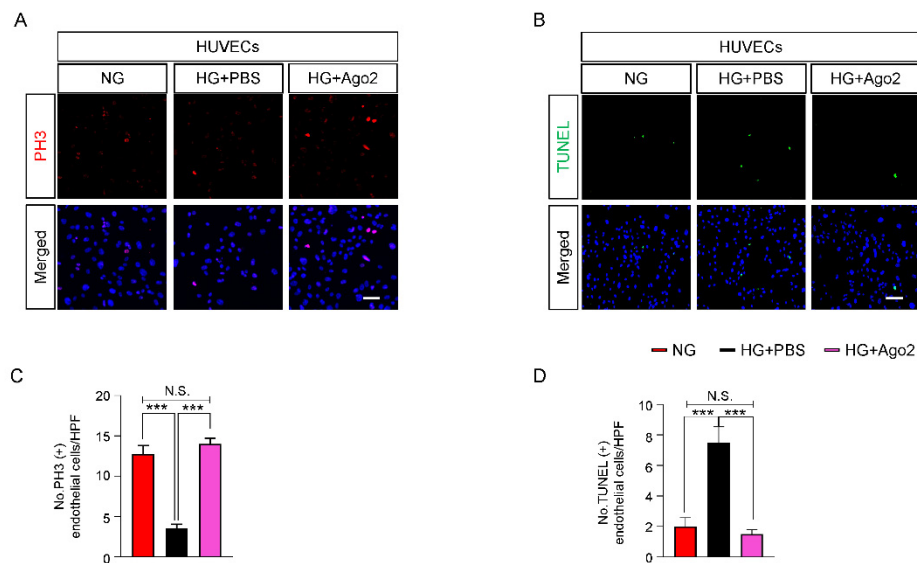 A
HUVECs
NG
HG+PBS
HG+Ago2
PH3
Merged
B
HUVECs
NG
HG+PBS
HG+Ago2
TUNEL
Merged
NG
HG+PBS
HG+Ago2
C
No.PH3 (+)
endothelial cells/HPF
20
15
10
5
0
N.S.
*** ***
D
No.TUNEL (+)
endothelial cells/HPF
10
8
6
4
2
0
N.S.
*** ***